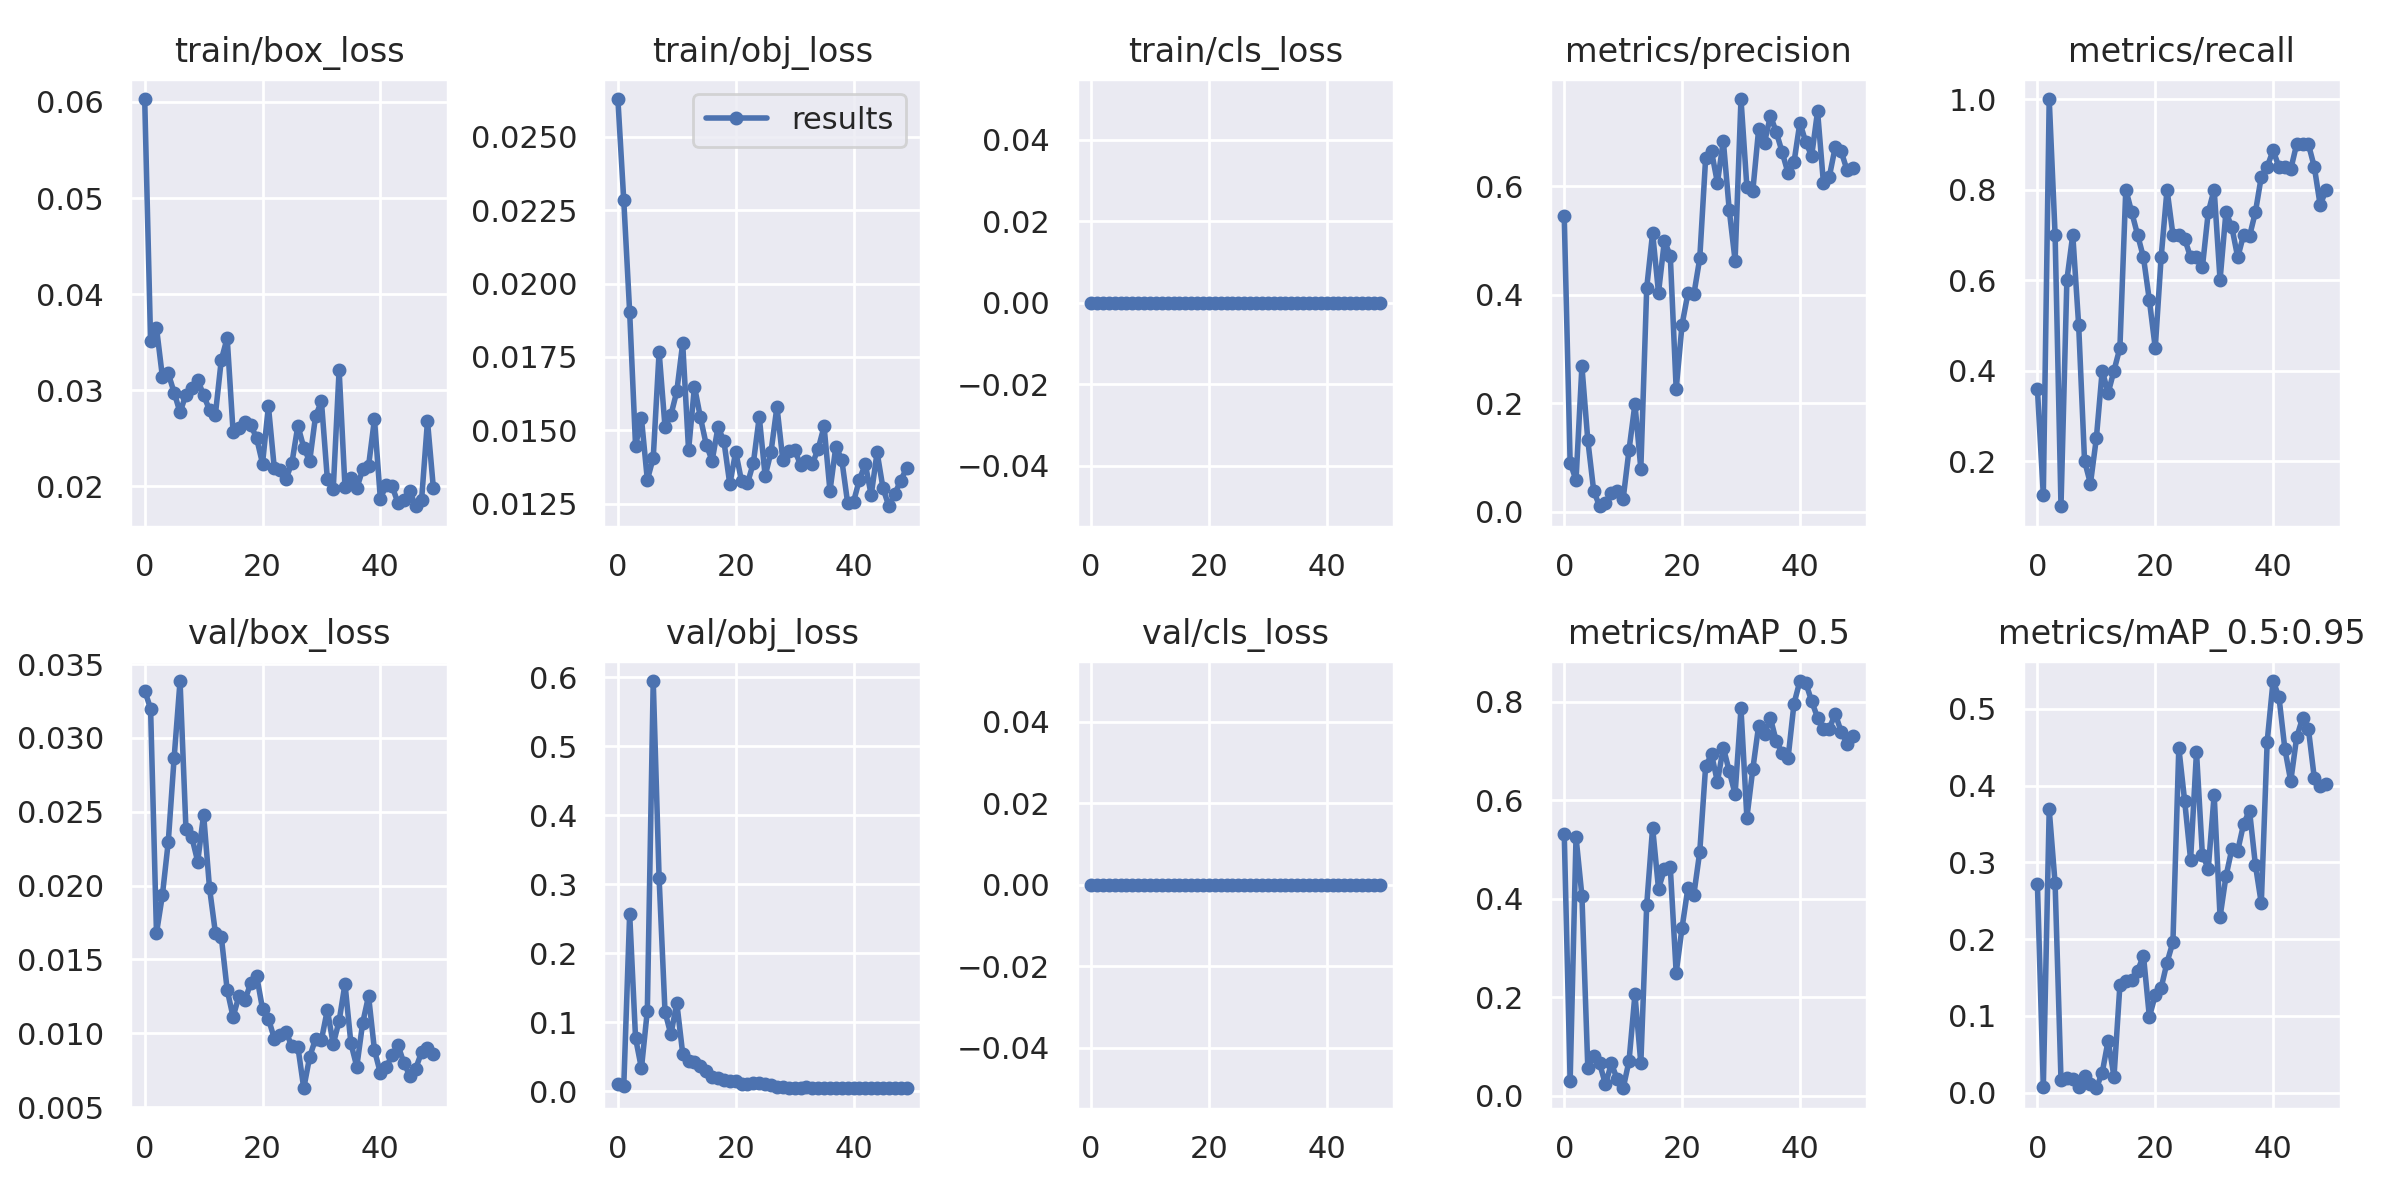 train/box_loss
train/obj_loss
train/cls_loss
metrics/precision
metrics/recall
0.06
0.05
0.04
0.03
0.02
0 20 40
results
0.0250
0.0225
0.0200
0.0175
0.0150
0.0125
0 20 40
0.04
0.02
0.00
−0.02
−0.04
0 20 40
0.6
0.4
0.2
0.0
0 20 40
1.0
0.8
0.6
0.4
0.2
0 20 40
val/box_loss
val/obj_loss
val/cls_loss
metrics/mAP_0.5
metrics/mAP_0.5:0.95
0.035
0.030
0.025
0.020
0.015
0.010
0.005
0 20 40
0.6
0.5
0.4
0.3
0.2
0.1
0.0
0 20 40
0.04
0.02
0.00
−0.02
−0.04
0 20 40
0.8
0.6
0.4
0.2
0.0
0 20 40
0.5
0.4
0.3
0.2
0.1
0.0
0 20 40